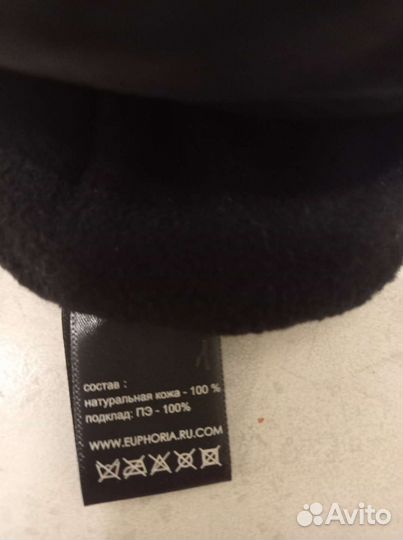 состав :
натуральная кожа - 100 %
подклад: ПЭ - 100%
WWW.EUPHORIA.RU.COM
Avito